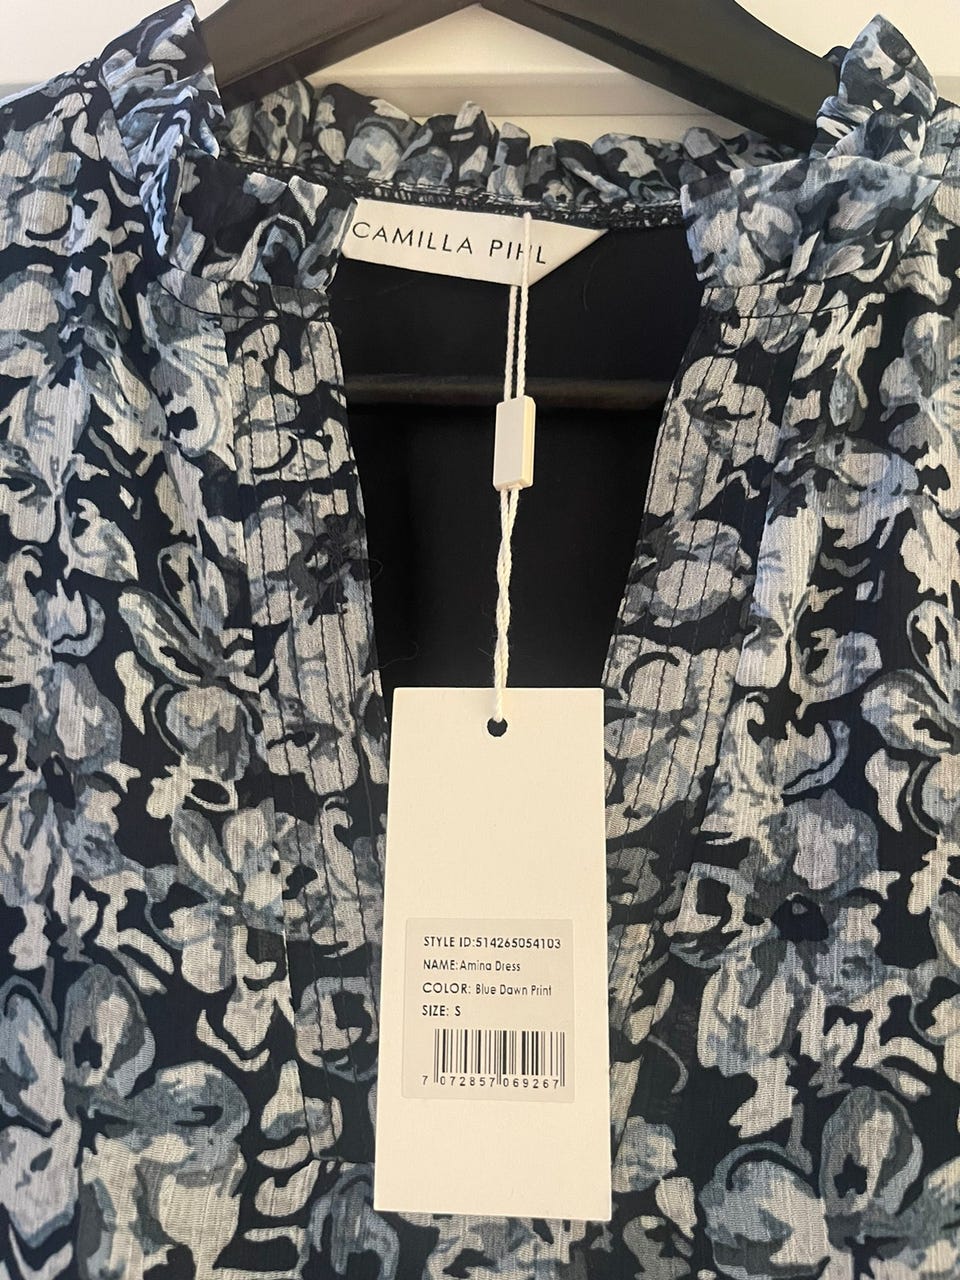 CAMILLA PIHL
STYLE ID:514265054103
NAME:Amina Dress
COLOR: Blue Dawn Print
SIZE: S
7 072857 069267